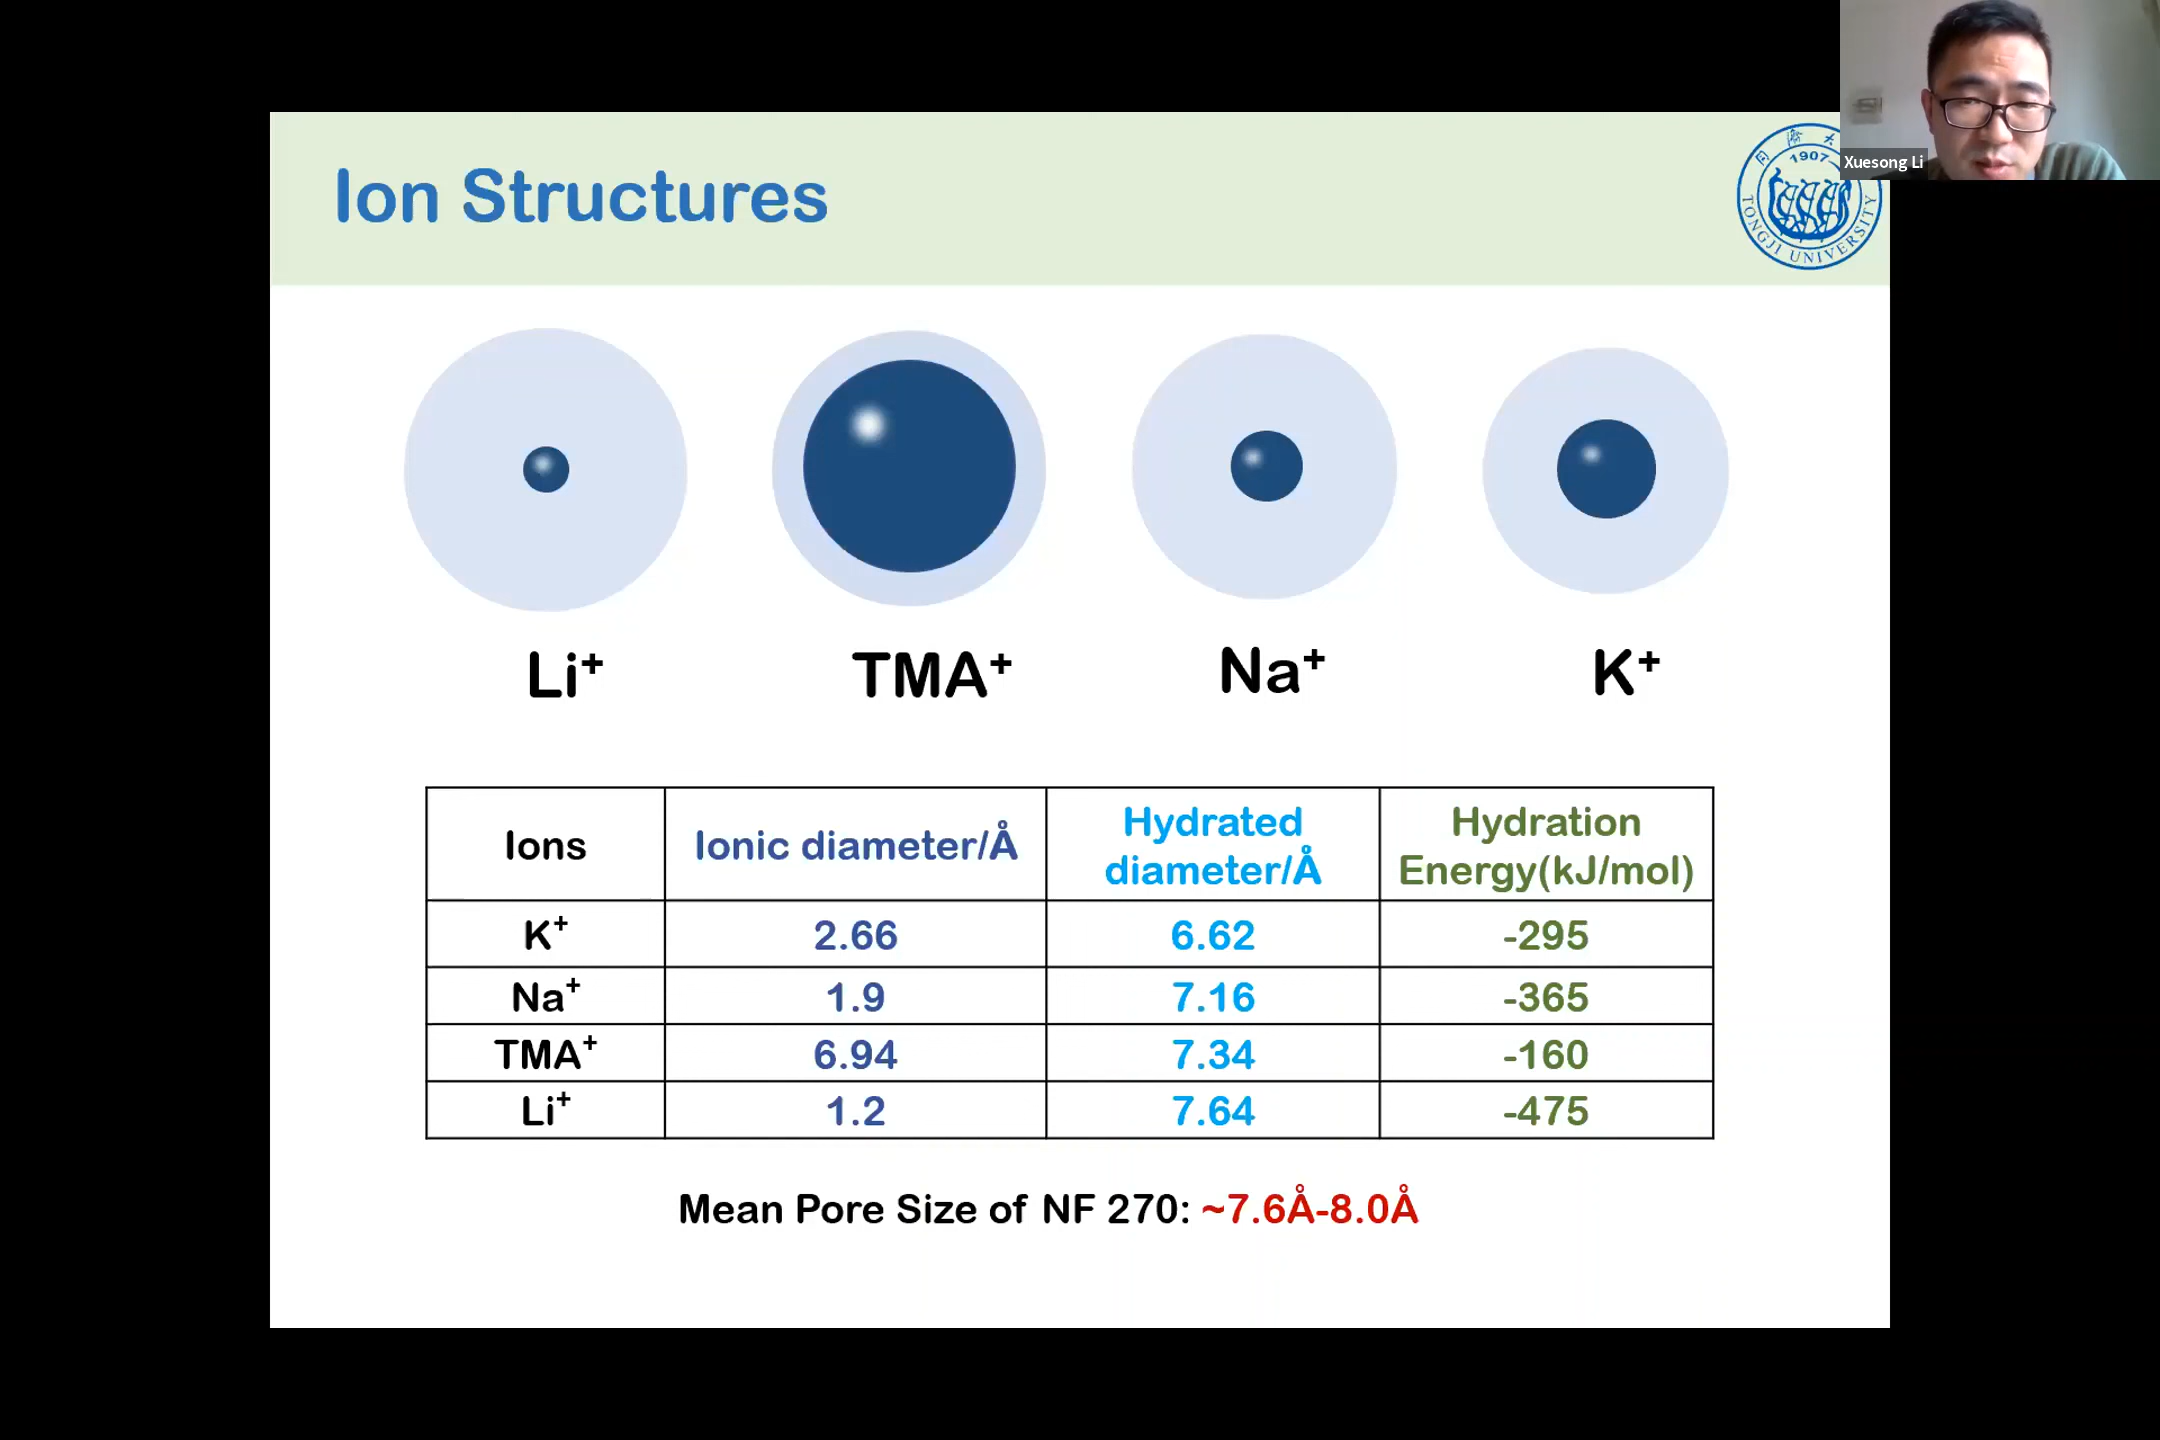 Ion Structures
1907
TONGJI UNIVERSITY
Xuesong Li
Li⁺
TMA⁺
Na⁺
K⁺
Ions
Ionic diameter/Å
Hydrated
diameter/Å
Hydration
Energy(kJ/mol)
K⁺
2.66
6.62
-295
Na⁺
1.9
7.16
-365
TMA⁺
6.94
7.34
-160
Li⁺
1.2
7.64
-475
Mean Pore Size of NF 270: ~7.6Å-8.0Å